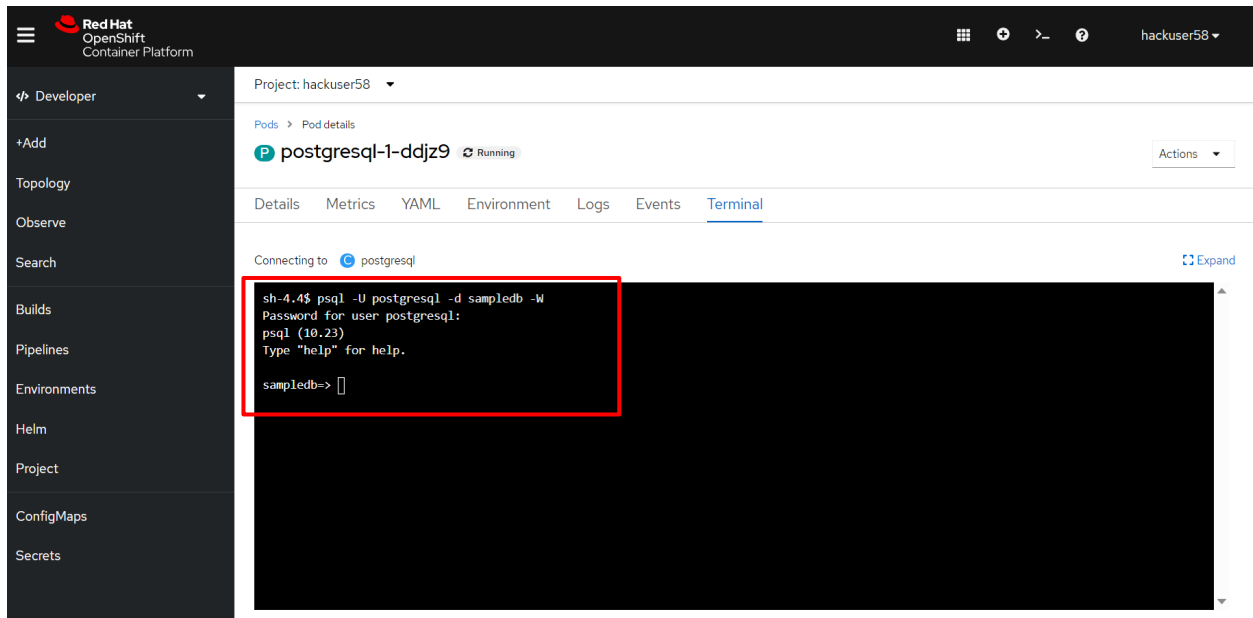 Red Hat
OpenShift
Container Platform
>_
?
hackuser58
</> Developer
+Add
Topology
Observe
Search
Builds
Pipelines
Environments
Helm
Project
ConfigMaps
Secrets
Project: hackuser58
Pods > Pod details
P postgresql-1-ddjz9 Running
Actions
Details Metrics YAML Environment Logs Events Terminal
Connecting to C postgresql
Expand
sh-4.4$ psql -U postgresql -d sampledb -W
Password for user postgresql:
psql (10.23)
Type "help" for help.
sampledb=>